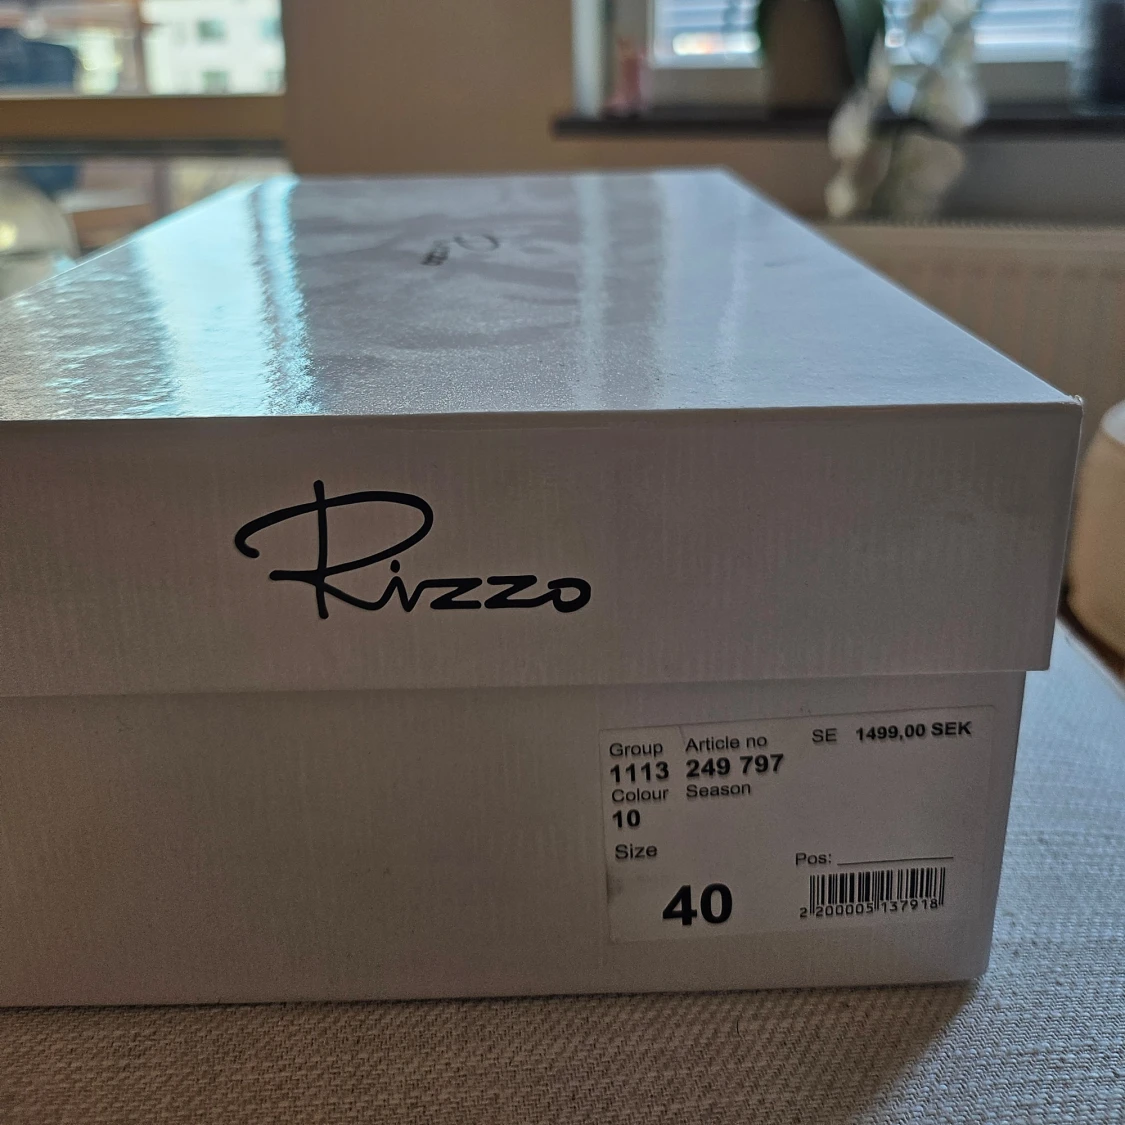 Rizzo
Rizzo
Group Article no SE 1499,00 SEK
1113 249 797
Colour Season
10
Size
Pos:
40
2 200005 137918